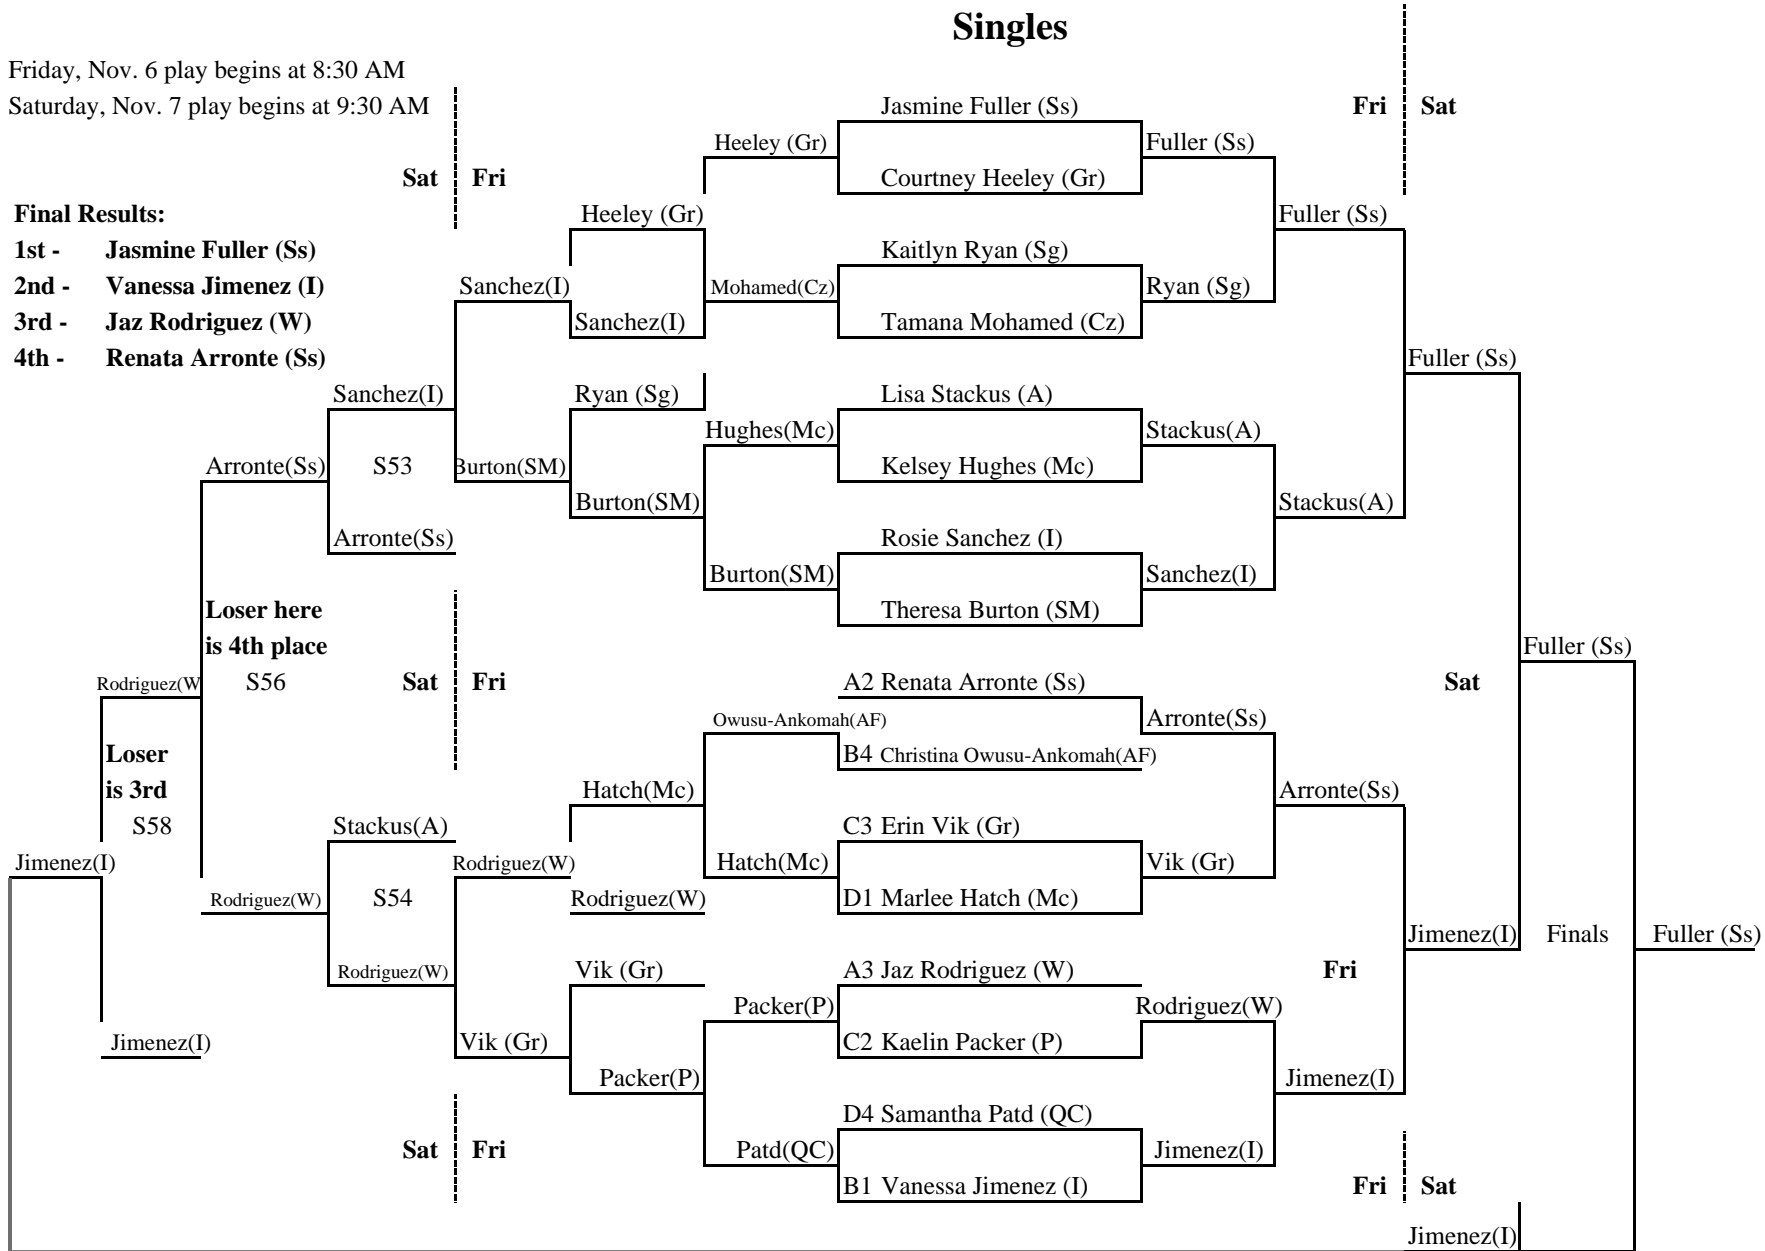 Singles
Friday, Nov. 6 play begins at 8:30 AM
Saturday, Nov. 7 play begins at 9:30 AM
Jasmine Fuller (Ss)
Fri Sat
Heeley (Gr)
Fuller (Ss)
Sat Fri
Courtney Heeley (Gr)
Final Results:
Heeley (Gr)
Fuller (Ss)
1st - Jasmine Fuller (Ss)
Kaitlyn Ryan (Sg)
2nd - Vanessa Jimenez (I)
Sanchez(I)
Mohamed(Cz)
Ryan (Sg)
3rd - Jaz Rodriguez (W)
Sanchez(I)
Tamana Mohamed (Cz)
4th - Renata Arronte (Ss)
Fuller (Ss)
Sanchez(I)
Ryan (Sg)
Lisa Stackus (A)
Hughes(Mc)
Stackus(A)
Arronte(Ss)
S53
Burton(SM)
Kelsey Hughes (Mc)
Burton(SM)
Stackus(A)
Arronte(Ss)
Rosie Sanchez (I)
Burton(SM)
Sanchez(I)
Loser here
Theresa Burton (SM)
is 4th place
Fuller (Ss)
Rodriguez(W
S56
Sat Fri
A2 Renata Arronte (Ss)
Sat
Owusu-Ankomah(AF)
Arronte(Ss)
Loser
B4 Christina Owusu-Ankomah(AF)
is 3rd
Hatch(Mc)
Arronte(Ss)
S58
Stackus(A)
C3 Erin Vik (Gr)
Jimenez(I)
Rodriguez(W)
Hatch(Mc)
Vik (Gr)
Rodriguez(W)
S54
Rodriguez(W)
D1 Marlee Hatch (Mc)
Jimenez(I)
Finals
Fuller (Ss)
Rodriguez(W)
Vik (Gr)
A3 Jaz Rodriguez (W)
Fri
Packer(P)
Rodriguez(W)
Jimenez(I)
Vik (Gr)
C2 Kaelin Packer (P)
Packer(P)
Jimenez(I)
D4 Samantha Patd (QC)
Sat Fri
Patd(QC)
Jimenez(I)
B1 Vanessa Jimenez (I)
Fri Sat
Jimenez(I)